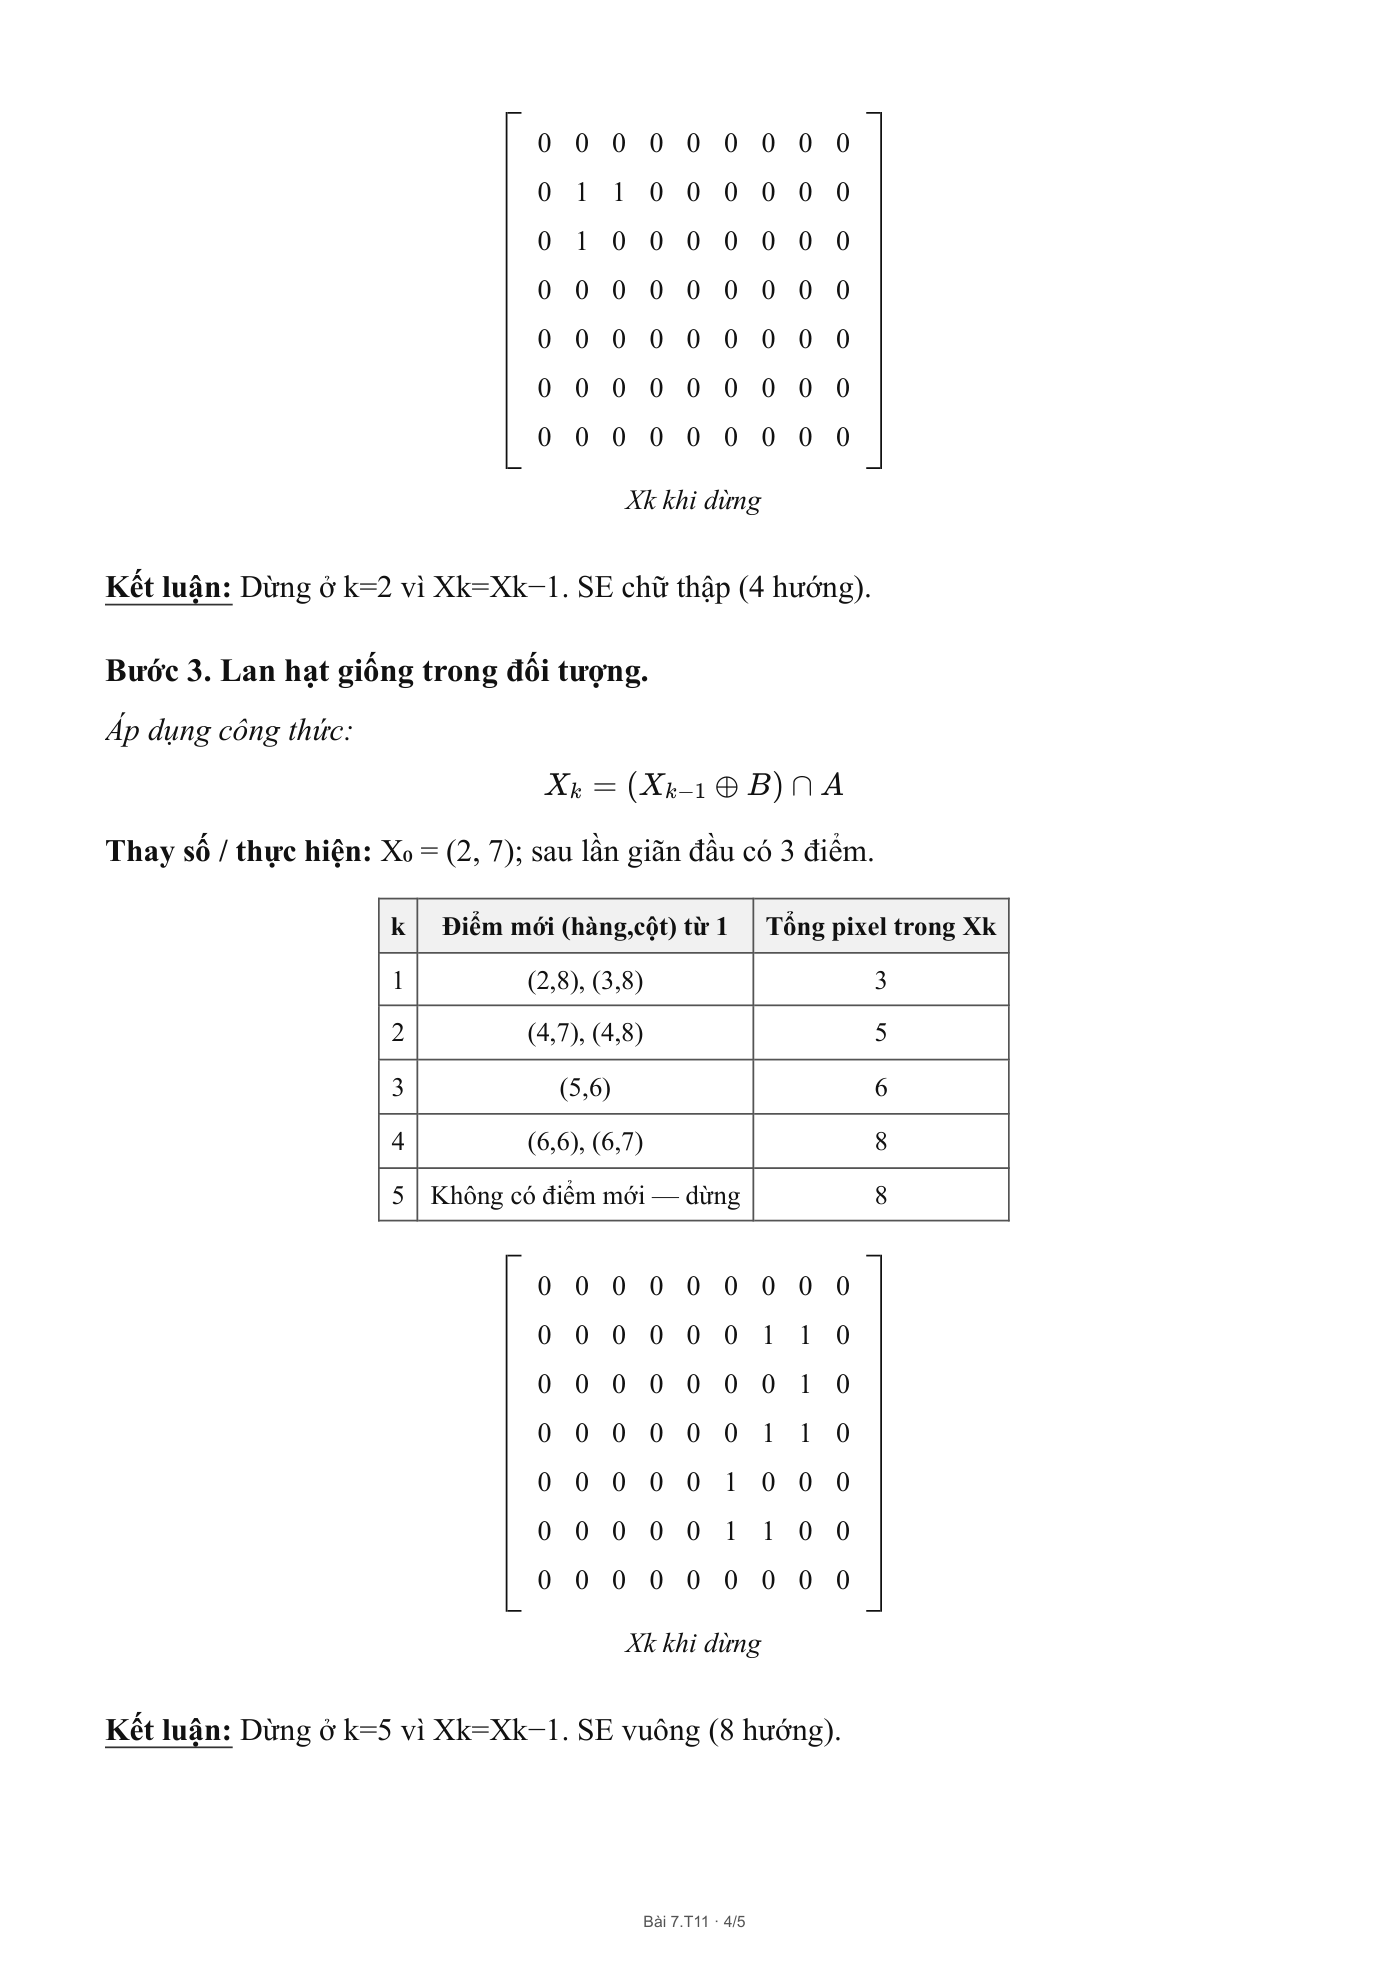 0 0 0 0 0 0 0 0 0
0 1 1 0 0 0 0 0 0
0 1 0 0 0 0 0 0 0
0 0 0 0 0 0 0 0 0
0 0 0 0 0 0 0 0 0
0 0 0 0 0 0 0 0 0
0 0 0 0 0 0 0 0 0
Xk khi dừng
Kết luận: Dừng ở k=2 vì Xk=Xk−1. SE chữ thập (4 hướng).
Bước 3. Lan hạt giống trong đối tượng.
Áp dụng công thức:
Xₖ = (Xₖ₋₁ ⊕ B) ∩ A
Thay số / thực hiện: X₀ = (2, 7); sau lần giãn đầu có 3 điểm.
k Điểm mới (hàng,cột) từ 1 Tổng pixel trong Xk
1 (2,8), (3,8) 3
2 (4,7), (4,8) 5
3 (5,6) 6
4 (6,6), (6,7) 8
5 Không có điểm mới — dừng 8
0 0 0 0 0 0 0 0 0
0 0 0 0 0 0 1 1 0
0 0 0 0 0 0 0 1 0
0 0 0 0 0 0 1 1 0
0 0 0 0 0 1 0 0 0
0 0 0 0 0 1 1 0 0
0 0 0 0 0 0 0 0 0
Xk khi dừng
Kết luận: Dừng ở k=5 vì Xk=Xk−1. SE vuông (8 hướng).
Bài 7.T11 · 4/5